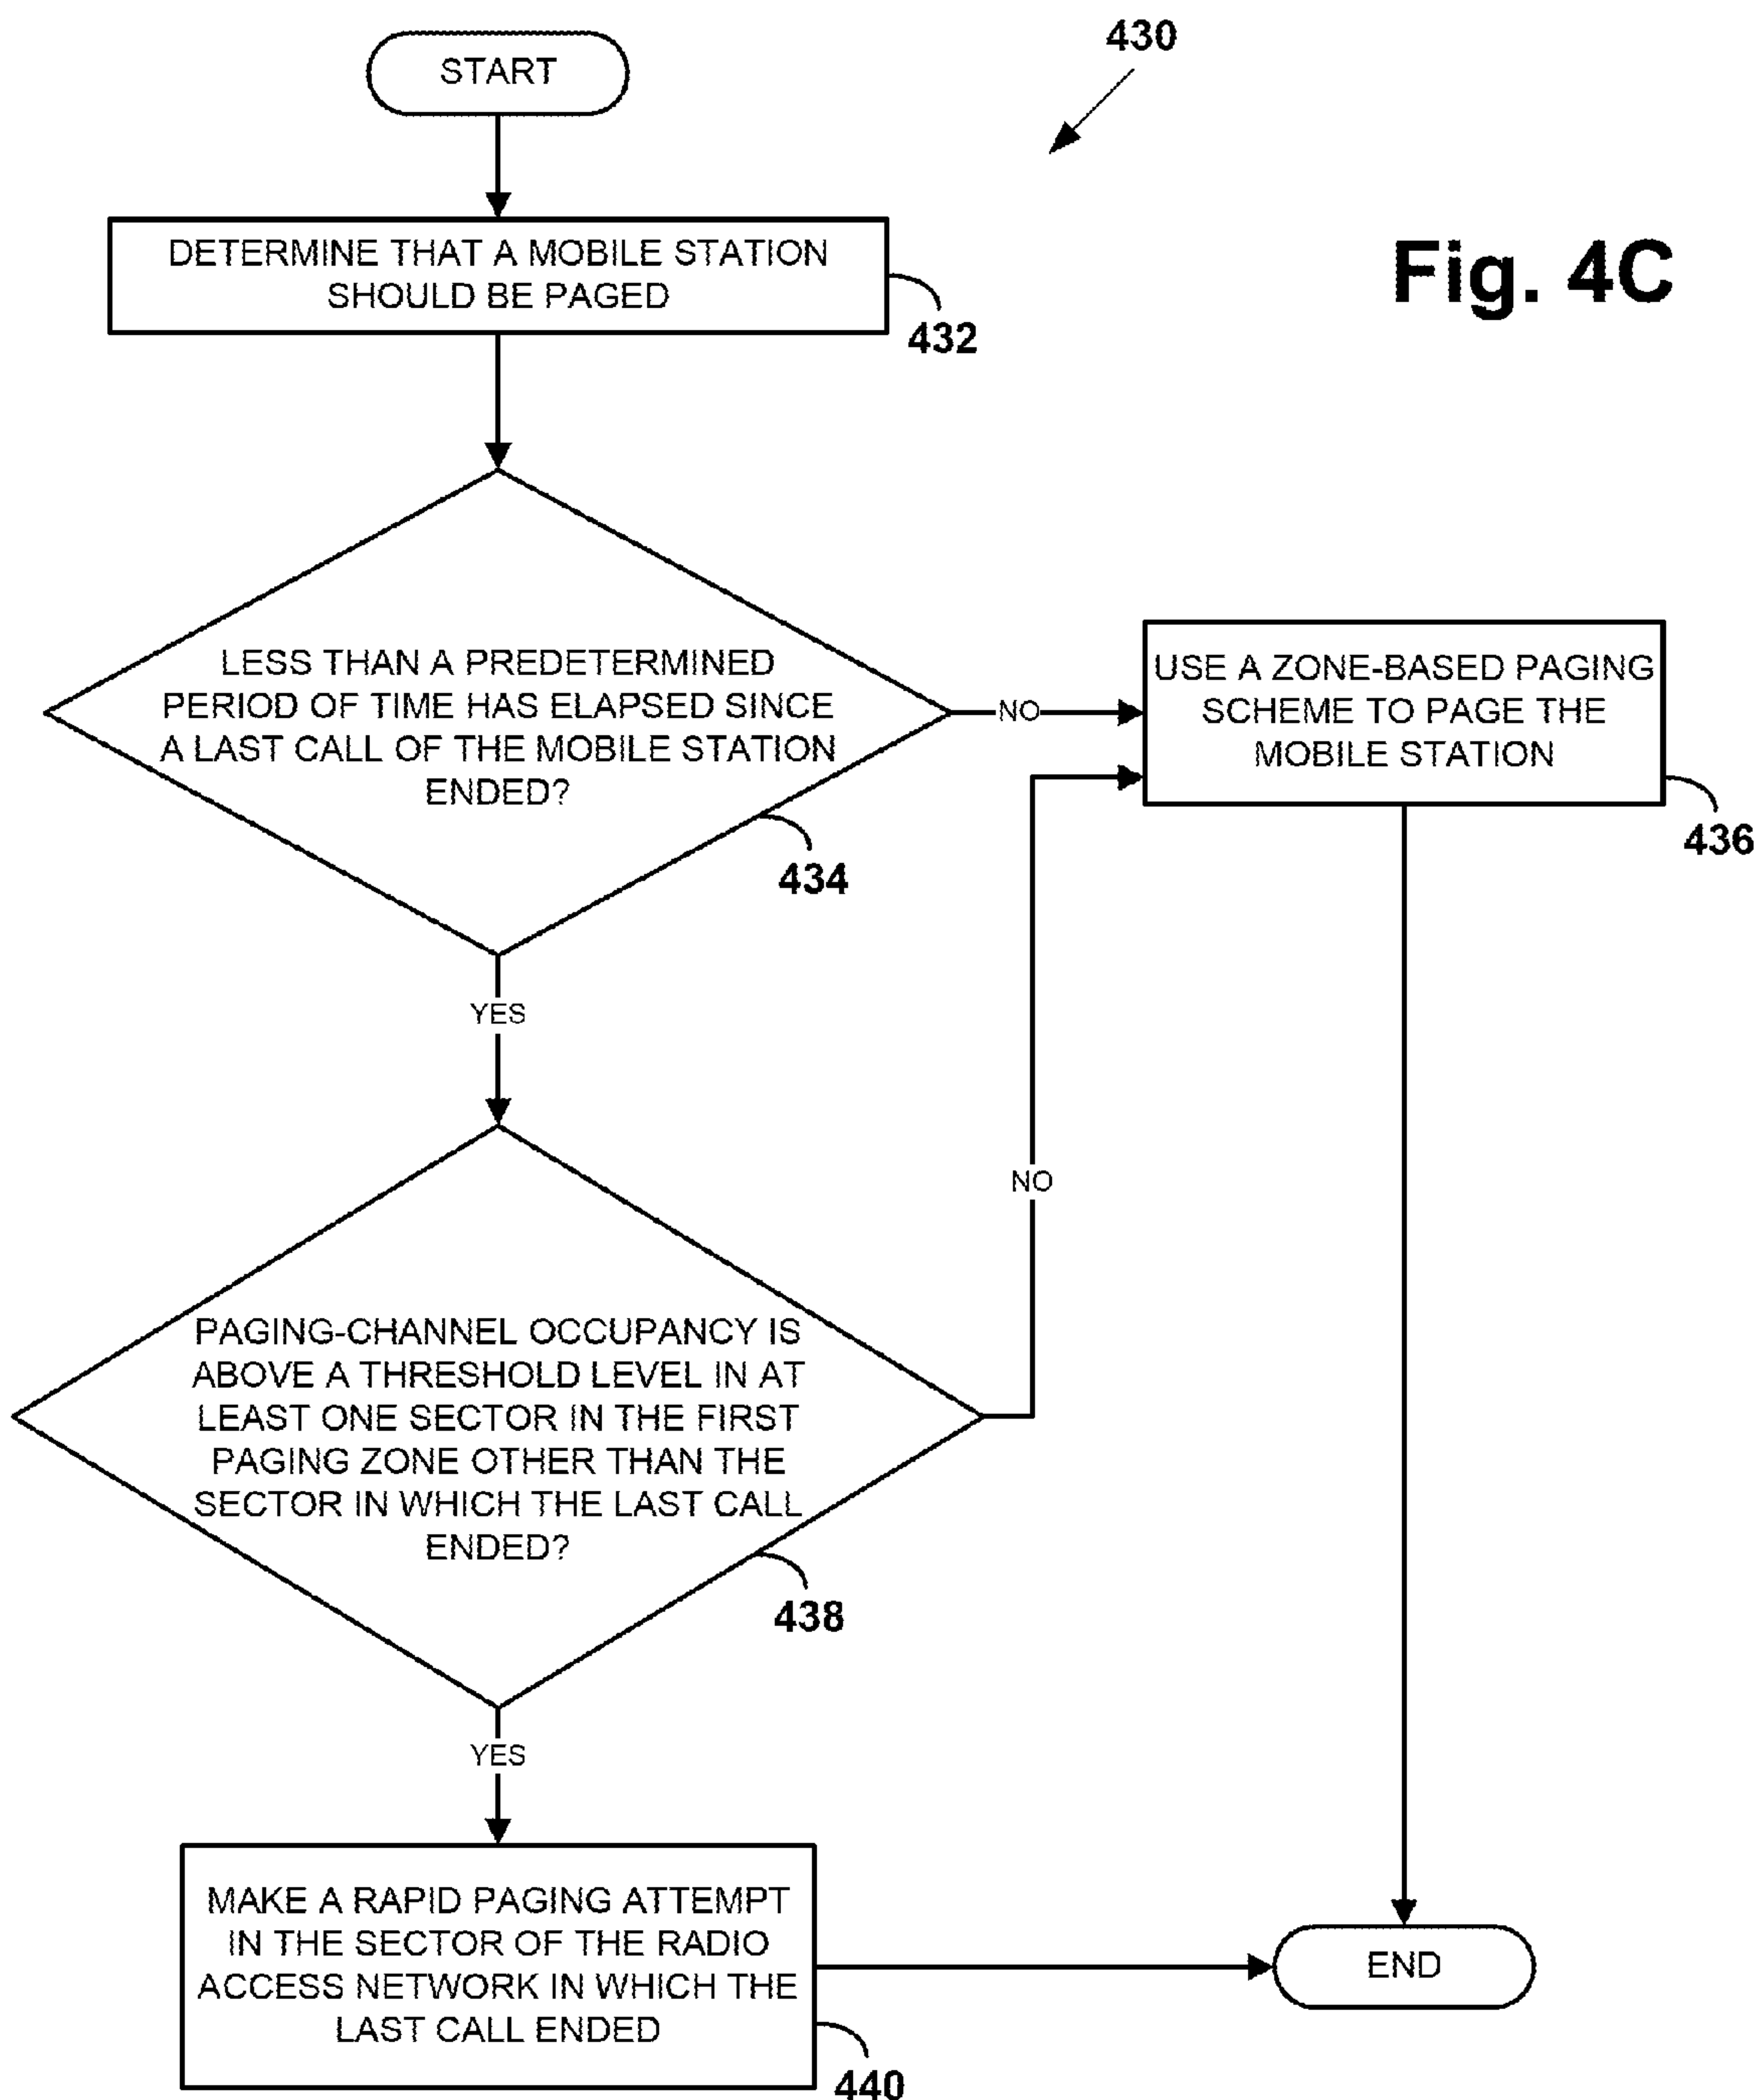 START
430
Fig. 4C
DETERMINE THAT A MOBILE STATION
SHOULD BE PAGED
432
LESS THAN A PREDETERMINED
PERIOD OF TIME HAS ELAPSED SINCE
A LAST CALL OF THE MOBILE STATION
ENDED?
434
NO
USE A ZONE-BASED PAGING
SCHEME TO PAGE THE
MOBILE STATION
436
YES
NO
PAGING-CHANNEL OCCUPANCY IS
ABOVE A THRESHOLD LEVEL IN AT
LEAST ONE SECTOR IN THE FIRST
PAGING ZONE OTHER THAN THE
SECTOR IN WHICH THE LAST CALL
ENDED?
438
YES
MAKE A RAPID PAGING ATTEMPT
IN THE SECTOR OF THE RADIO
ACCESS NETWORK IN WHICH THE
LAST CALL ENDED
440
END